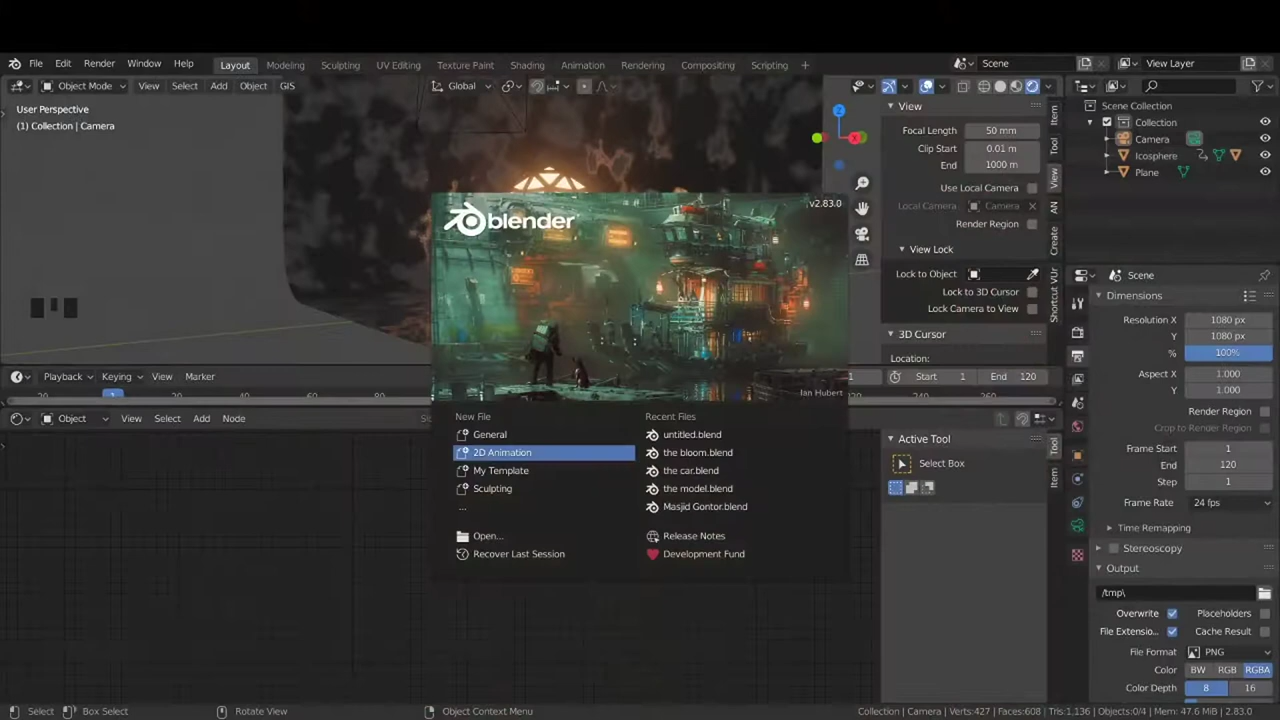 File Edit Render Window Help Layout Modeling Sculpting UV Editing Texture Paint Shading Animation Rendering Compositing Scripting + Scene View Layer
Object Mode View Select Add Object GIS Global
User Perspective
(1) Collection | Camera
View
Focal Length 50 mm
Clip Start 0.01 m
End 1000 m
Use Local Camera
Local Camera Camera
Render Region
View Lock
Lock to Object
Lock to 3D Cursor
Lock Camera to View
3D Cursor
Location:
Item
Tool
View
AN
Create
Shortcut VUr
Scene Collection
Collection
Camera
Icosphere
Plane
blender
v2.83.0
Ian Hubert
New File
General
2D Animation
My Template
Sculpting
...
Open...
Recover Last Session
Recent Files
untitled.blend
the bloom.blend
the car.blend
the model.blend
Masjid Gontor.blend
Release Notes
Development Fund
Playback Keying View Marker 1 Start 1 End 120
Object View Select Add Node
Active Tool
Select Box
Tool
Item
Scene
Dimensions
Resolution X 1080 px
Y 1080 px
% 100%
Aspect X 1.000
Y 1.000
Render Region
Crop to Render Region
Frame Start 1
End 120
Step 1
Frame Rate 24 fps
Time Remapping
Stereoscopy
Output
/tmp\
Overwrite Placeholders
File Extensio... Cache Result
File Format PNG
Color BW RGB RGBA
Color Depth 8 16
Select Box Select Rotate View Object Context Menu Collection | Camera | Verts:427 | Faces:608 | Tris:1,136 | Objects:0/4 | Mem: 47.6 MiB | 2.83.0